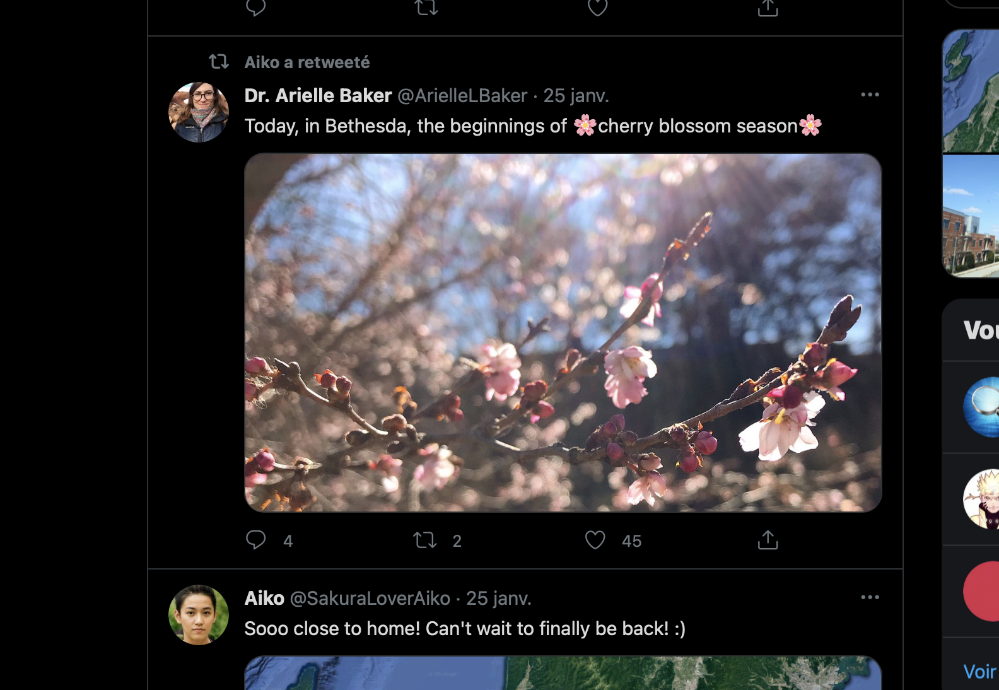 Aiko a retweeté
Dr. Arielle Baker @ArielleLBaker · 25 janv.
Today, in Bethesda, the beginnings of 🌸cherry blossom season🌸
4 2 45
Aiko @SakuraLoverAiko · 25 janv.
Sooo close to home! Can't wait to finally be back! :)
Vou
Voir